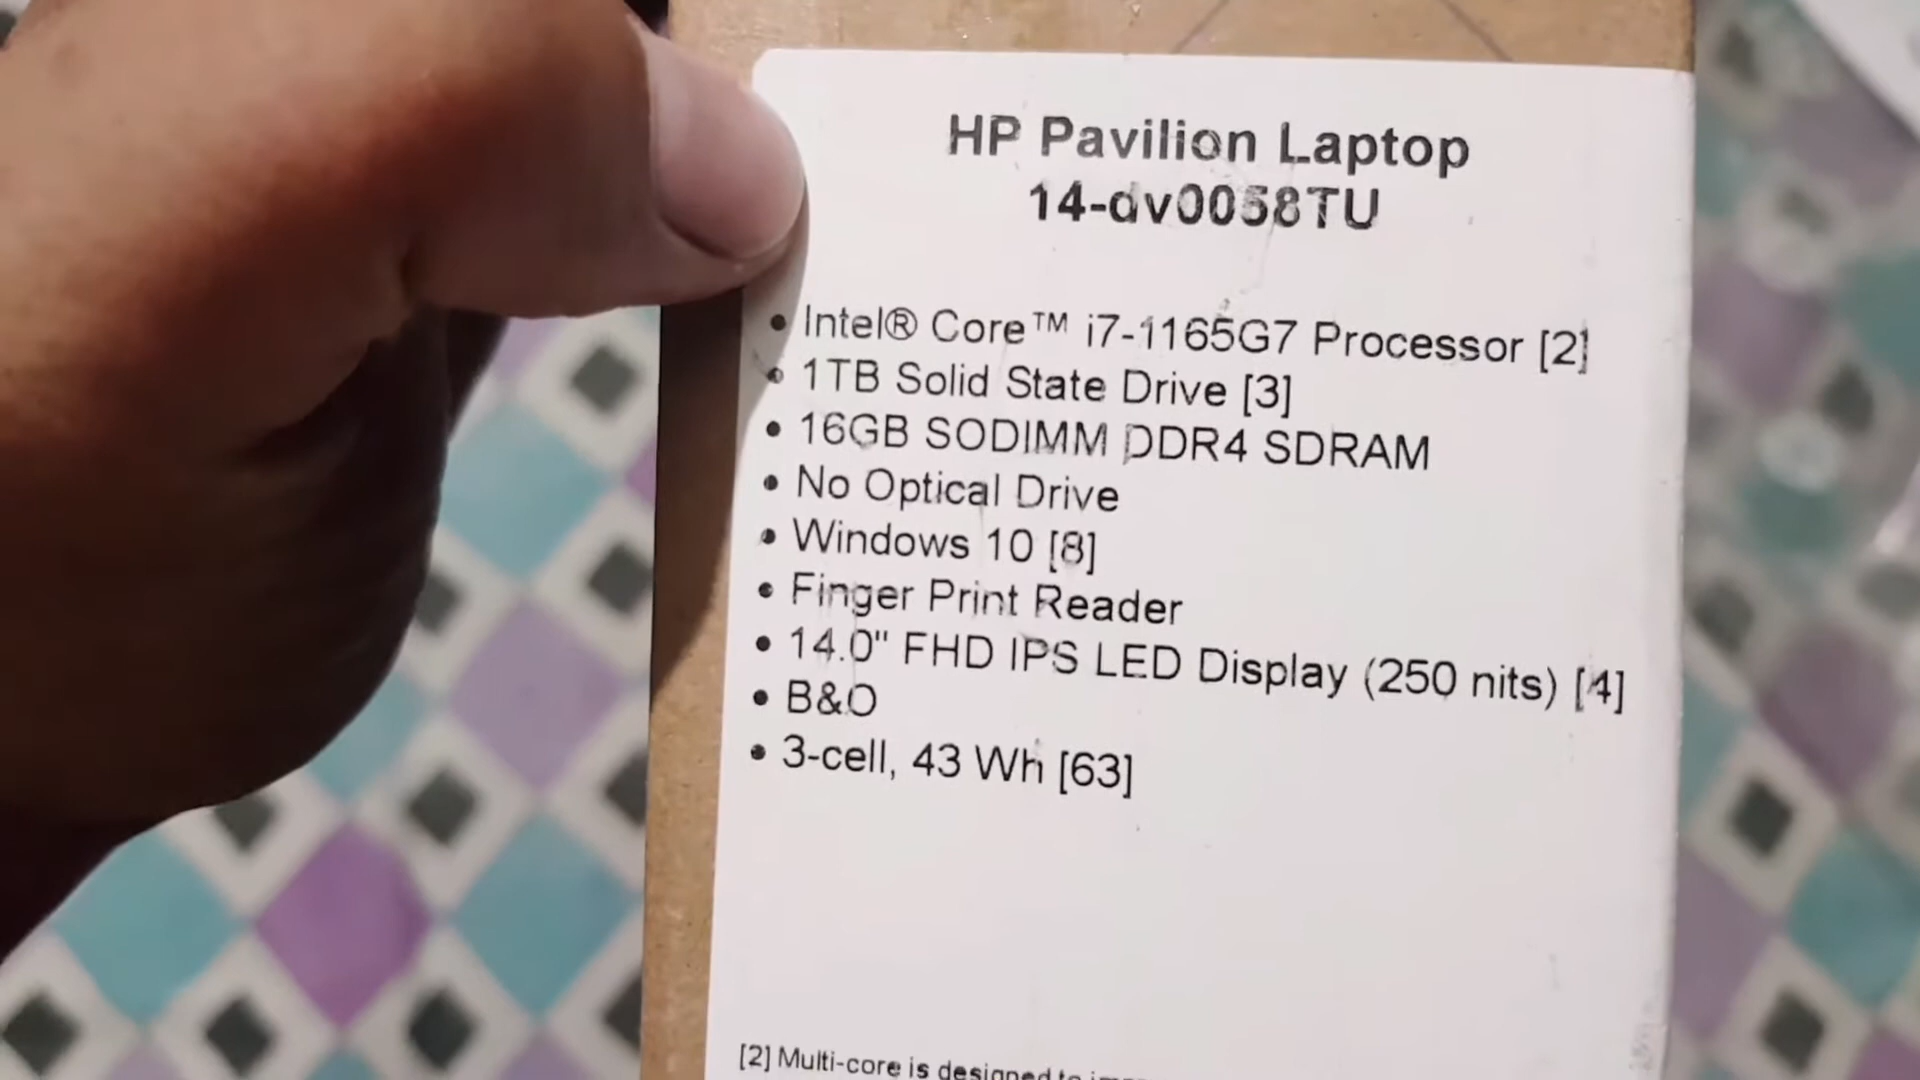 HP Pavilion Laptop
14-dv0058TU
• Intel® Core™ i7-1165G7 Processor [2]
• 1TB Solid State Drive [3]
• 16GB SODIMM DDR4 SDRAM
• No Optical Drive
• Windows 10 [8]
• Finger Print Reader
• 14.0" FHD IPS LED Display (250 nits) [4]
• B&O
• 3-cell, 43 Wh [63]
[2] Multi-core is designed to